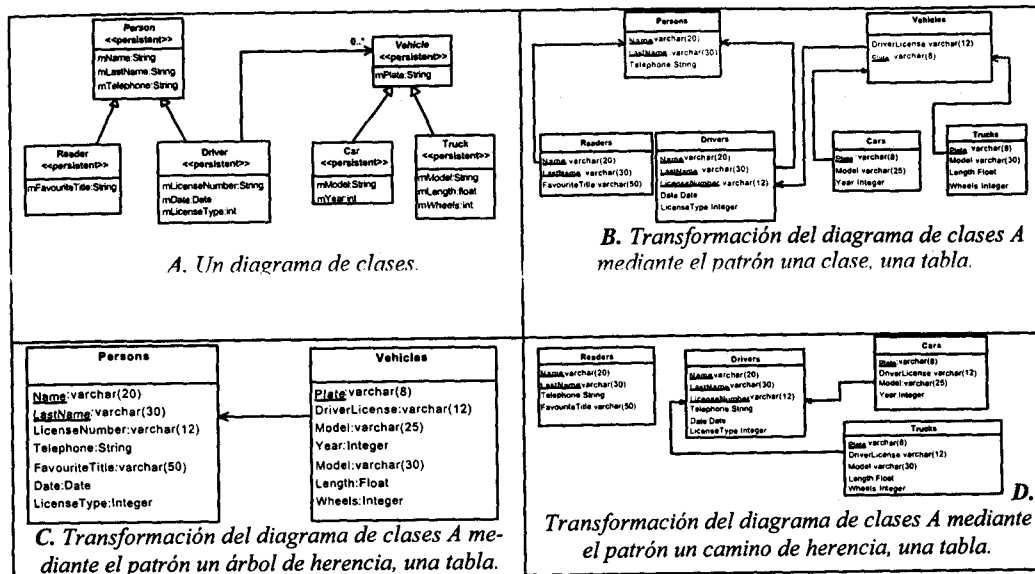 Person
<<persistent>>
mName:String
mLastName:String
mTelephone:String
0..*
Vehicle
<<persistent>>
mPlate:String
Reader
<<persistent>>
mFavouriteTitle:String
Driver
<<persistent>>
mLicenseNumber:String
mDate:Date
mLicenseType:int
Car
<<persistent>>
mModel:String
mYear:int
Truck
<<persistent>>
mModel:String
mLength:float
mWheels:int
A. Un diagrama de clases.
Persons
Name varchar(20)
LastName varchar(30)
Telephone String
Vehicles
DriverLicense varchar(12)
Plate varchar(8)
Readers
Name varchar(20)
LastName varchar(30)
FavouriteTitle varchar(50)
Drivers
Name varchar(20)
LastName varchar(30)
LicenseNumber varchar(12)
Date Date
LicenseType Integer
Cars
Plate varchar(8)
Model varchar(25)
Year Integer
Trucks
Plate varchar(8)
Model varchar(30)
Length Float
Wheels Integer
B. Transformación del diagrama de clases A
mediante el patrón una clase, una tabla.
Persons
Name:varchar(20)
LastName:varchar(30)
LicenseNumber:varchar(12)
Telephone:String
FavouriteTitle:varchar(50)
Date:Date
LicenseType:Integer
Vehicles
Plate:varchar(8)
DriverLicense:varchar(12)
Model:varchar(25)
Year:Integer
Model:varchar(30)
Length:Float
Wheels:Integer
C. Transformación del diagrama de clases A me-
diante el patrón un árbol de herencia, una tabla.
Readers
Name varchar(20)
LastName varchar(30)
Telephone String
FavouriteTitle varchar(50)
Drivers
Name varchar(20)
LastName varchar(30)
LicenseNumber varchar(12)
Telephone String
Date Date
LicenseType Integer
Cars
Plate varchar(8)
DriverLicense varchar(12)
Model varchar(25)
Year Integer
Trucks
Plate varchar(8)
DriverLicense varchar(12)
Model varchar(30)
Length Float
Wheels Integer
D.
Transformación del diagrama de clases A mediante
el patrón un camino de herencia, una tabla.